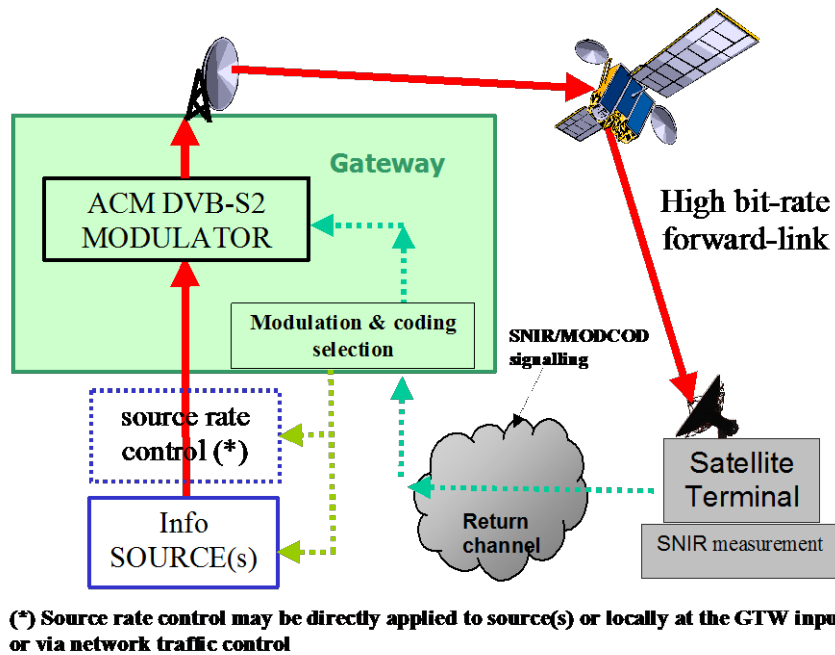 Gateway
ACM DVB-S2
MODULATOR
High bit-rate
forward-link
Modulation & coding
selection
SNIR/MODCOD
signalling
source rate
control (*)
Satellite
Terminal
Return
channel
Info
SOURCE(s)
SNIR measurement
(*) Source rate control may be directly applied to source(s) or locally at the GTW inpu
or via network traffic control